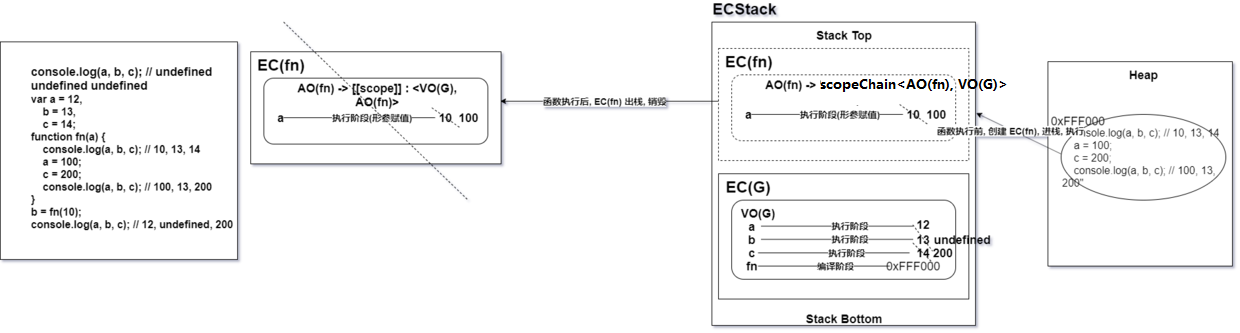 console.log(a, b, c); // undefined
undefined undefined
var a = 12,
b = 13,
c = 14;
function fn(a) {
console.log(a, b, c); // 10, 13, 14
a = 100;
c = 200;
console.log(a, b, c); // 100, 13, 200
}
b = fn(10);
console.log(a, b, c); // 12, undefined, 200
EC(fn)
AO(fn) -> [[scope]] : <VO(G),
AO(fn)>
a 执行阶段(形参赋值) 10 100
函数执行后, EC(fn) 出栈, 销毁
ECStack
Stack Top
EC(fn)
AO(fn) -> scopeChain<AO(fn), VO(G)>
a 执行阶段(形参赋值) 10 100
函数执行前, 创建 EC(fn), 进栈, 执行
EC(G)
VO(G)
a 执行阶段 12
b 执行阶段 13 undefined
c 执行阶段 14 200
fn 编译阶段 0xFFF000
Stack Bottom
Heap
0xFFF000
console.log(a, b, c); // 10, 13, 14
a = 100;
c = 200;
console.log(a, b, c); // 100, 13,
200"